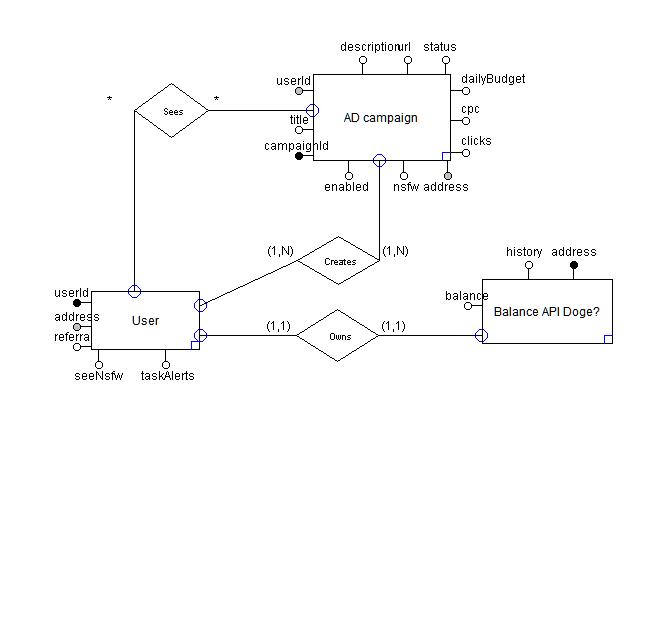 description url status
userId
dailyBudget
* Sees *
title
AD campaign
cpc
campaignId
clicks
enabled nsfw address
(1,N) Creates (1,N)
history address
userId
balance
address
User
Balance API Doge?
referra
(1,1) Owns (1,1)
seeNsfw taskAlerts